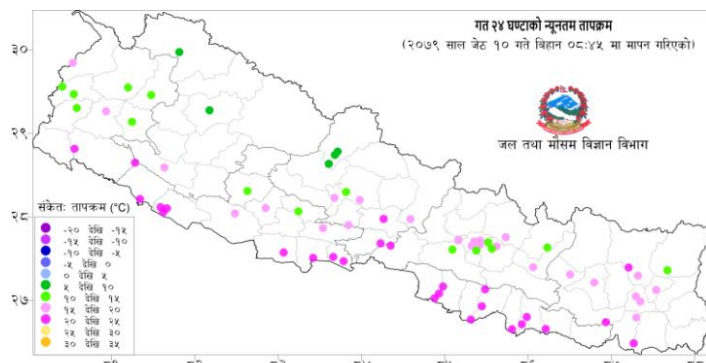 गत २४ घण्टाको न्यूनतम तापक्रम
(२०७९ साल जेठ १० गते बिहान ०८:४५ मा मापन गरिएको)
जल तथा मौसम विज्ञान विभाग
३०
२९
संकेतः तापक्रम (°C)
-२० देखि -१५
-१५ देखि -१०
-१० देखि -५
-५ देखि ०
० देखि ५
५ देखि १०
१० देखि १५
१५ देखि २०
२० देखि २५
२५ देखि ३०
३० देखि ३५